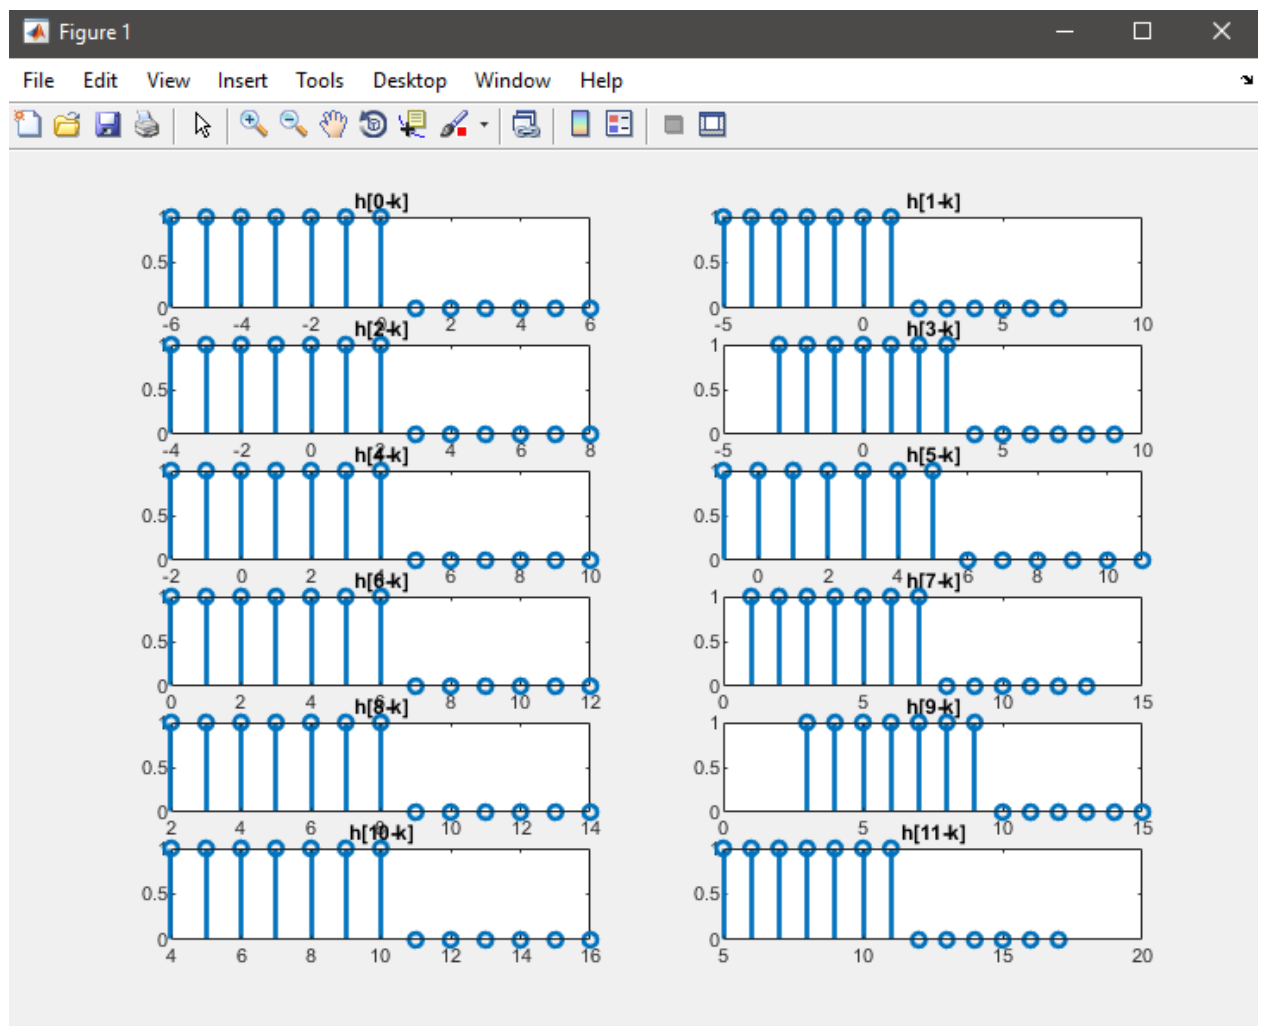 Figure 1
File Edit View Insert Tools Desktop Window Help
h[0-k] h[1-k]
1 1
0.5 0.5
0 0
-6 -4 -2 0 2 4 6 -5 0 5 10
h[2-k] h[3-k]
1 1
0.5 0.5
0 0
-4 -2 0 2 4 6 8 -5 0 5 10
h[4-k] h[5-k]
1 1
0.5 0.5
0 0
-2 0 2 4 6 8 10 0 2 4 6 8 10
h[6-k] h[7-k]
1 1
0.5 0.5
0 0
0 2 4 6 8 10 12 0 5 10 15
h[8-k] h[9-k]
1 1
0.5 0.5
0 0
2 4 6 8 10 12 14 0 5 10 15
h[10-k] h[11-k]
1 1
0.5 0.5
0 0
4 6 8 10 12 14 16 5 10 15 20